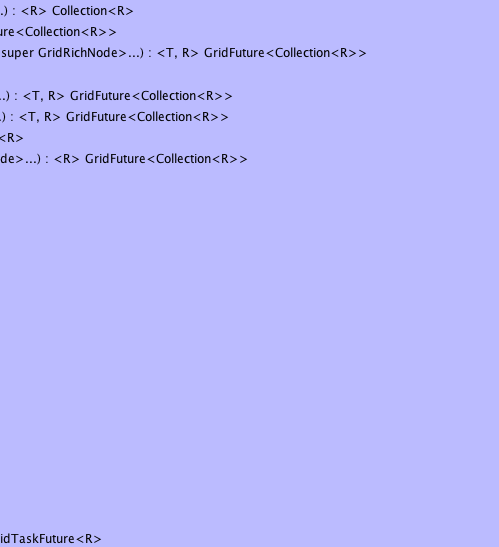 .) : <R> Collection<R>
ure<Collection<R>>
super GridRichNode>...) : <T, R> GridFuture<Collection<R>>
..) : <T, R> GridFuture<Collection<R>>
.) : <T, R> GridFuture<Collection<R>>
<R>
de>...) : <R> GridFuture<Collection<R>>
idTaskFuture<R>